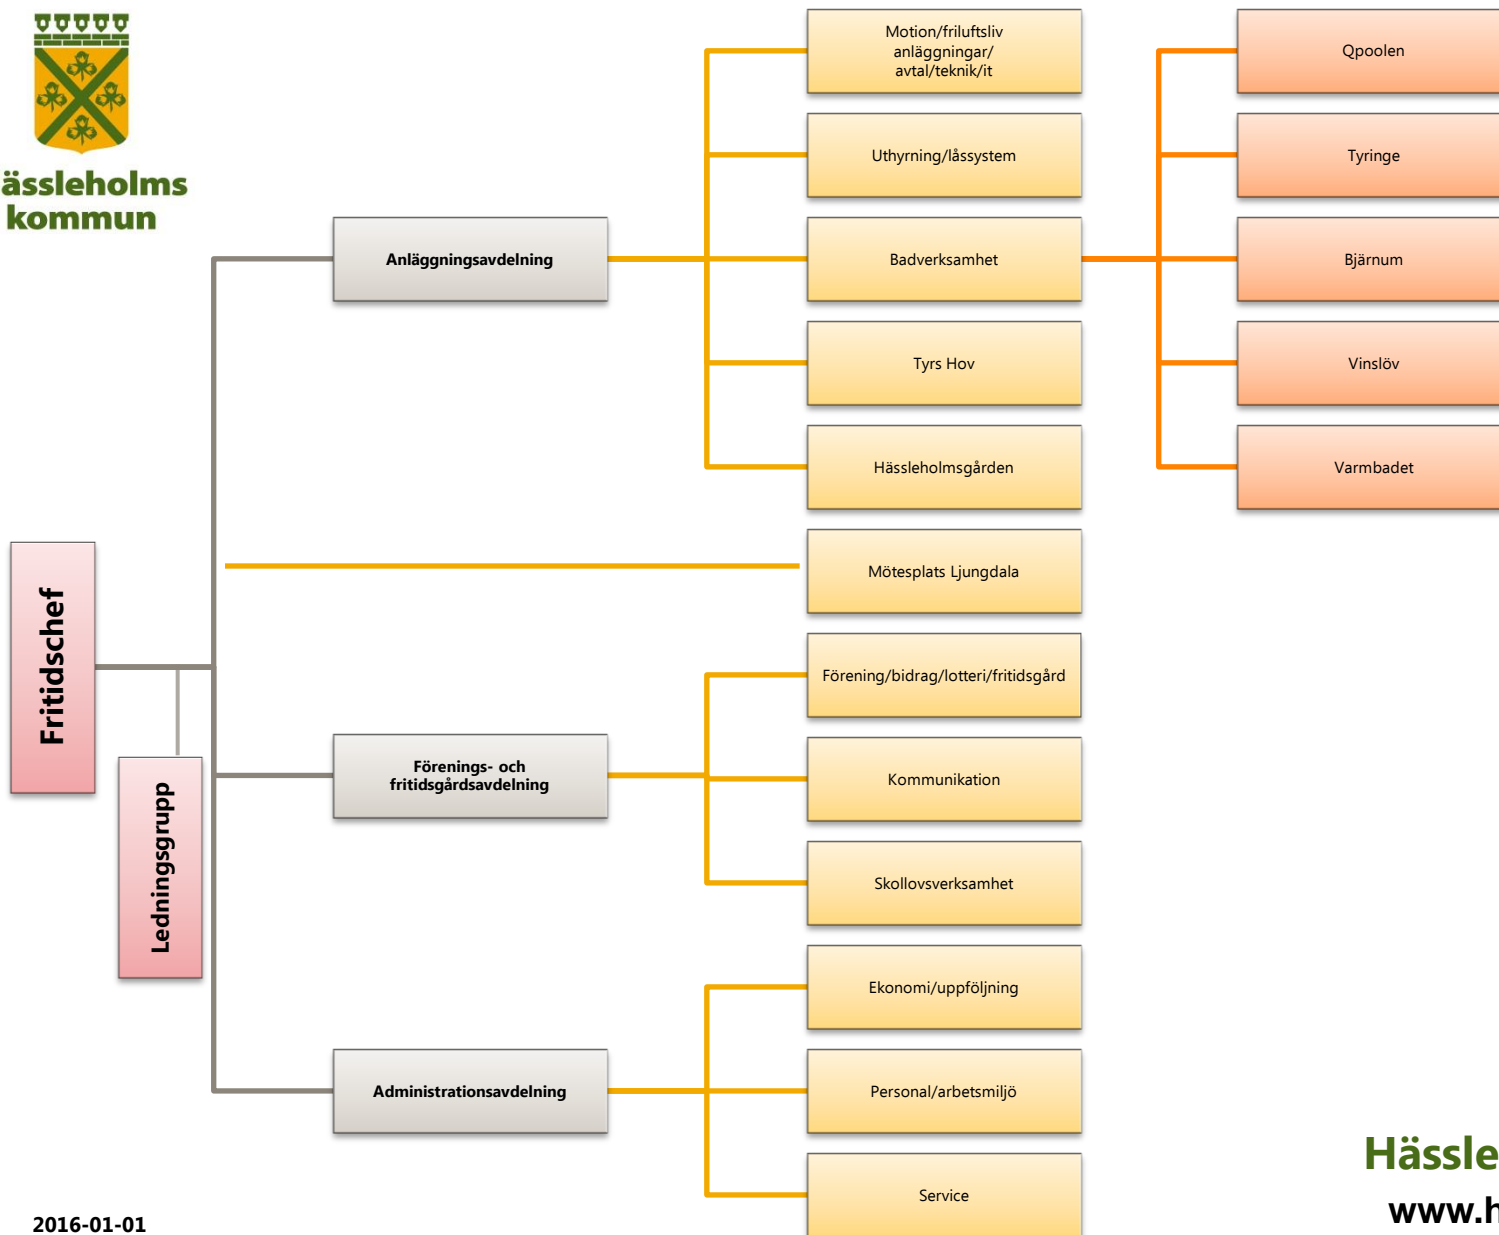 ässleholms
kommun
Fritidschef
Ledningsgrupp
Anläggningsavdelning
Motion/friluftsliv
anläggningar/
avtal/teknik/it
Uthyrning/låssystem
Badverksamhet
Qpoolen
Tyringe
Bjärnum
Vinslöv
Varmbadet
Tyrs Hov
Hässleholmsgården
Mötesplats Ljungdala
Förenings- och
fritidsgårdsavdelning
Förening/bidrag/lotteri/fritidsgård
Kommunikation
Skollovsverksamhet
Administrationsavdelning
Ekonomi/uppföljning
Personal/arbetsmiljö
Service
2016-01-01
Hässle
www.h